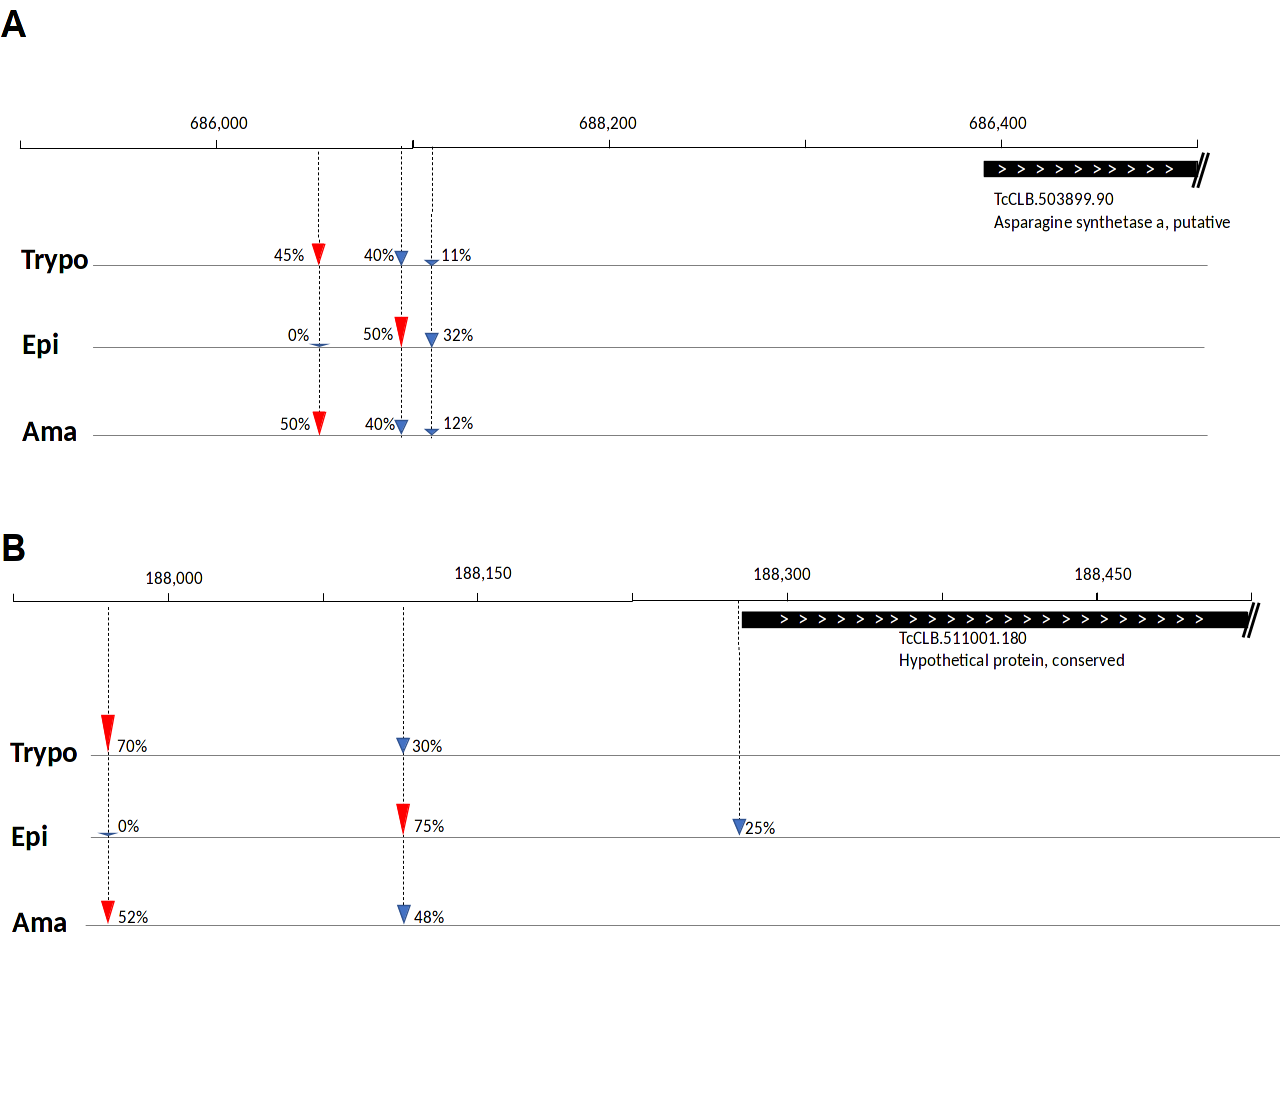 A
686,000 688,200 686,400
> > > > > > > > > >
TcCLB.503899.90
Asparagine synthetase a, putative
Trypo 45% 40% 11%
Epi 0% 50% 32%
Ama 50% 40% 12%
B
188,000 188,150 188,300 188,450
> > > > > > > > > > > > > > > > > > > > > > > >
TcCLB.511001.180
Hypothetical protein, conserved
Trypo 70% 30%
Epi 0% 75% 25%
Ama 52% 48%